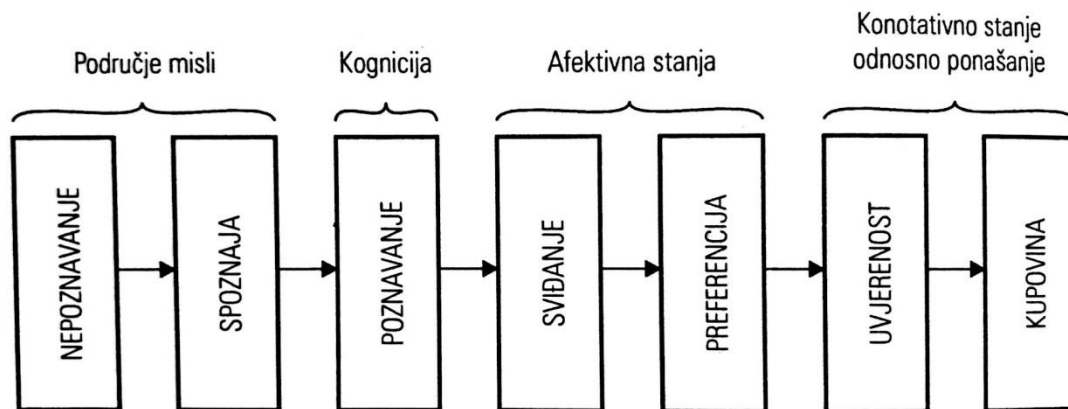 Područje misli
Kognicija
Afektivna stanja
Konotativno stanje
odnosno ponašanje
NEPOZNAVANJE
SPOZNAJA
POZNAVANJE
SVIĐANJE
PREFERENCIJA
UVJERENOST
KUPOVINA